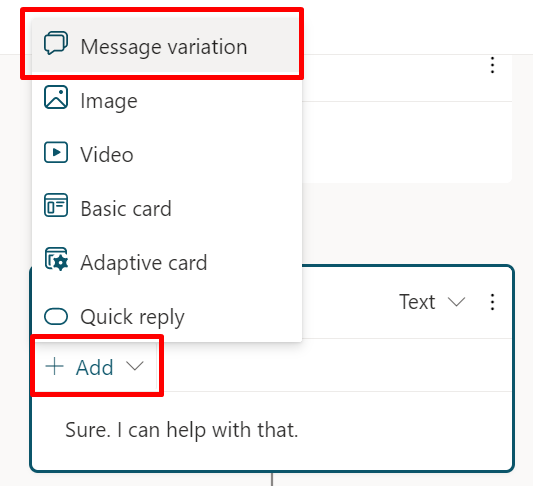 Message variation
Image
Video
Basic card
Adaptive card
Quick reply
Text
Add
Sure. I can help with that.